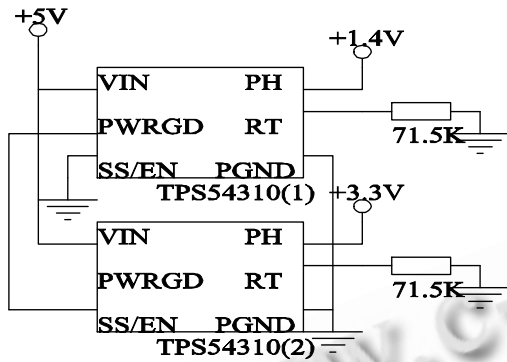 +5V
+1.4V
VIN PH
PWRGD RT
71.5K
SS/EN PGND
TPS54310(1)
+3.3V
VIN PH
PWRGD RT
71.5K
SS/EN PGND
TPS54310(2)